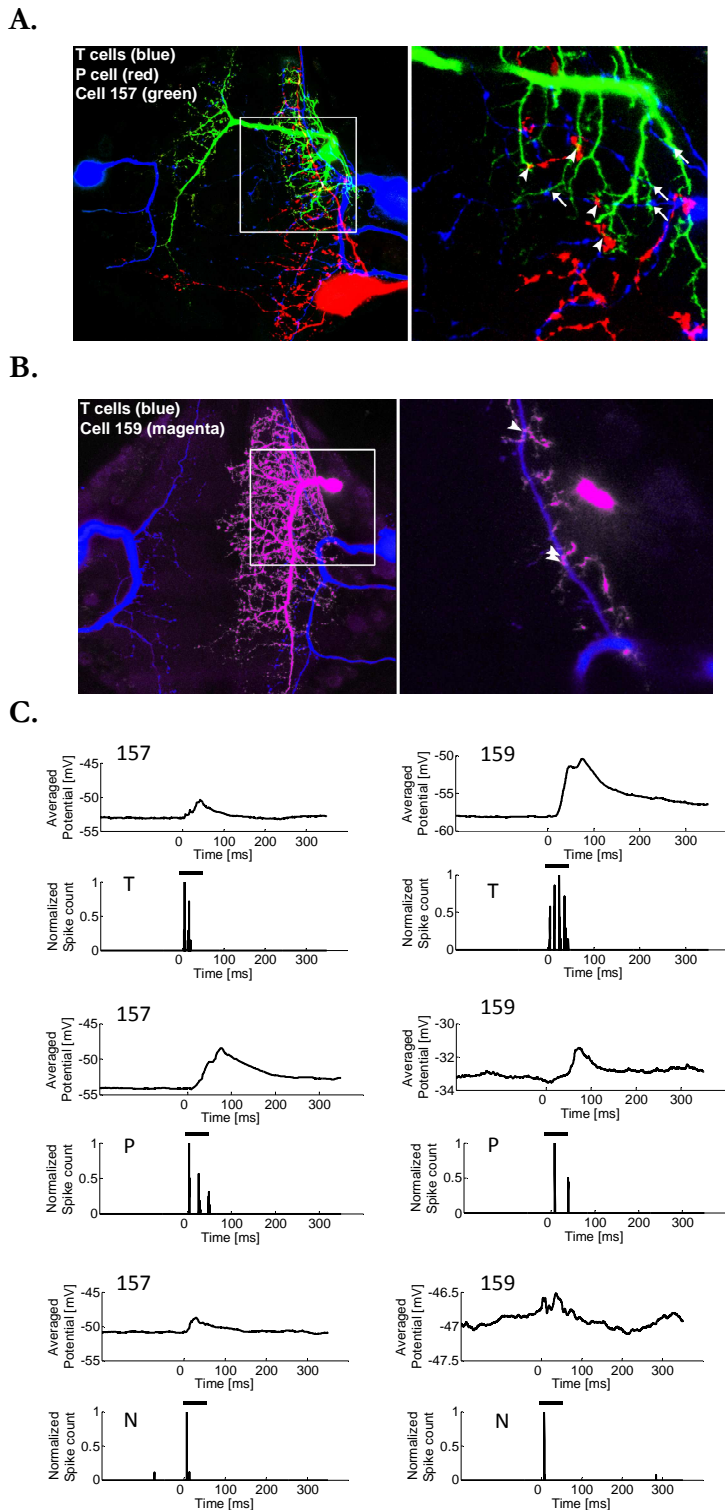 A.
T cells (blue)
P cell (red)
Cell 157 (green)
B.
T cells (blue)
Cell 159 (magenta)
C.
157
Averaged
Potential [mV]
-45
-50
-55
0 100 200 300
Time [ms]
159
Averaged
Potential [mV]
-50
-55
-60
0 100 200 300
Time [ms]
T
Normalized
Spike count
1
0.5
0
0 100 200 300
Time [ms]
T
Normalized
Spike count
1
0.5
0
0 100 200 300
Time [ms]
157
Averaged
Potential [mV]
-45
-50
-55
0 100 200 300
Time [ms]
159
Averaged
Potential [mV]
-30
-32
-33
-34
0 100 200 300
Time [ms]
P
Normalized
Spike count
1
0.5
0
0 100 200 300
Time [ms]
P
Normalized
Spike count
1
0.5
0
0 100 200 300
Time [ms]
157
Averaged
Potential [mV]
-45
-50
-55
0 100 200 300
Time [ms]
159
Averaged
Potential [mV]
-46.5
-47
-47.5
0 100 200 300
Time [ms]
N
Normalized
Spike count
1
0.5
0
0 100 200 300
Time [ms]
N
Normalized
Spike count
1
0.5
0
0 100 200 300
Time [ms]